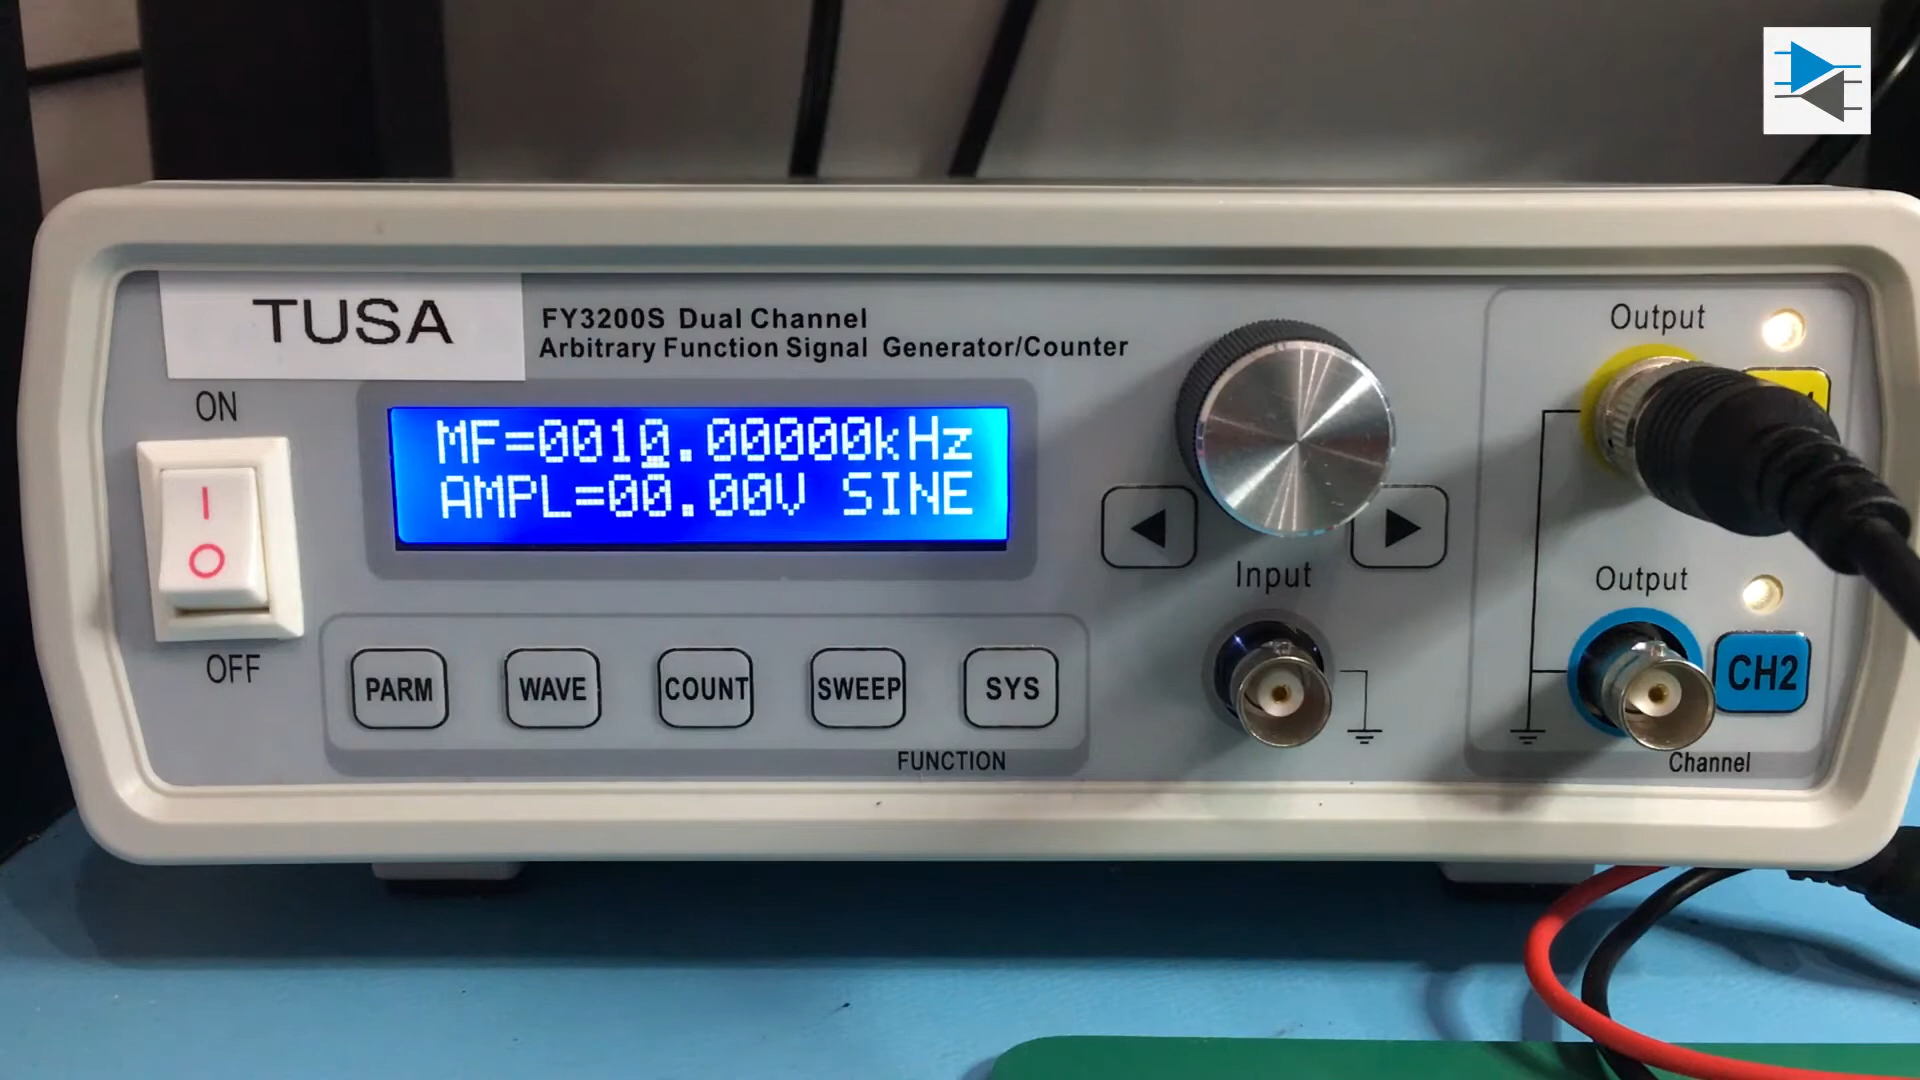 TUSA
FY3200S Dual Channel
Arbitrary Function Signal Generator/Counter
ON
MF=0010.00000kHz
AMPL=00.00V SINE
OFF
PARM
WAVE
COUNT
SWEEP
SYS
FUNCTION
Input
Output
Output
CH2
Channel